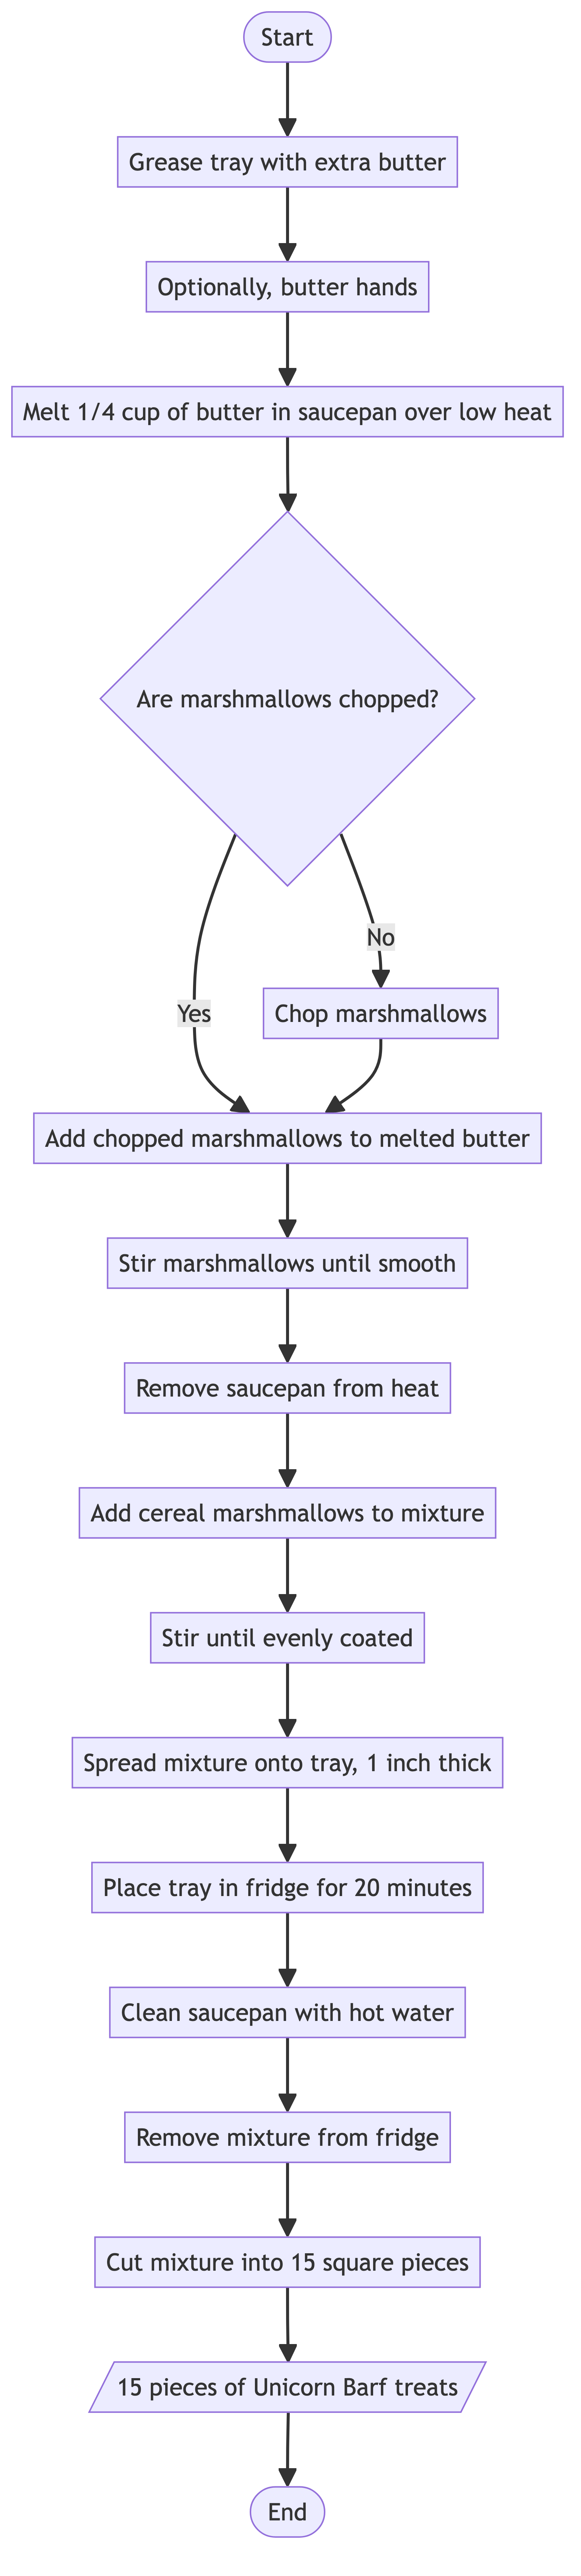 Start
Grease tray with extra butter
Optionally, butter hands
Melt 1/4 cup of butter in saucepan over low heat
Are marshmallows chopped?
No
Yes
Chop marshmallows
Add chopped marshmallows to melted butter
Stir marshmallows until smooth
Remove saucepan from heat
Add cereal marshmallows to mixture
Stir until evenly coated
Spread mixture onto tray, 1 inch thick
Place tray in fridge for 20 minutes
Clean saucepan with hot water
Remove mixture from fridge
Cut mixture into 15 square pieces
15 pieces of Unicorn Barf treats
End